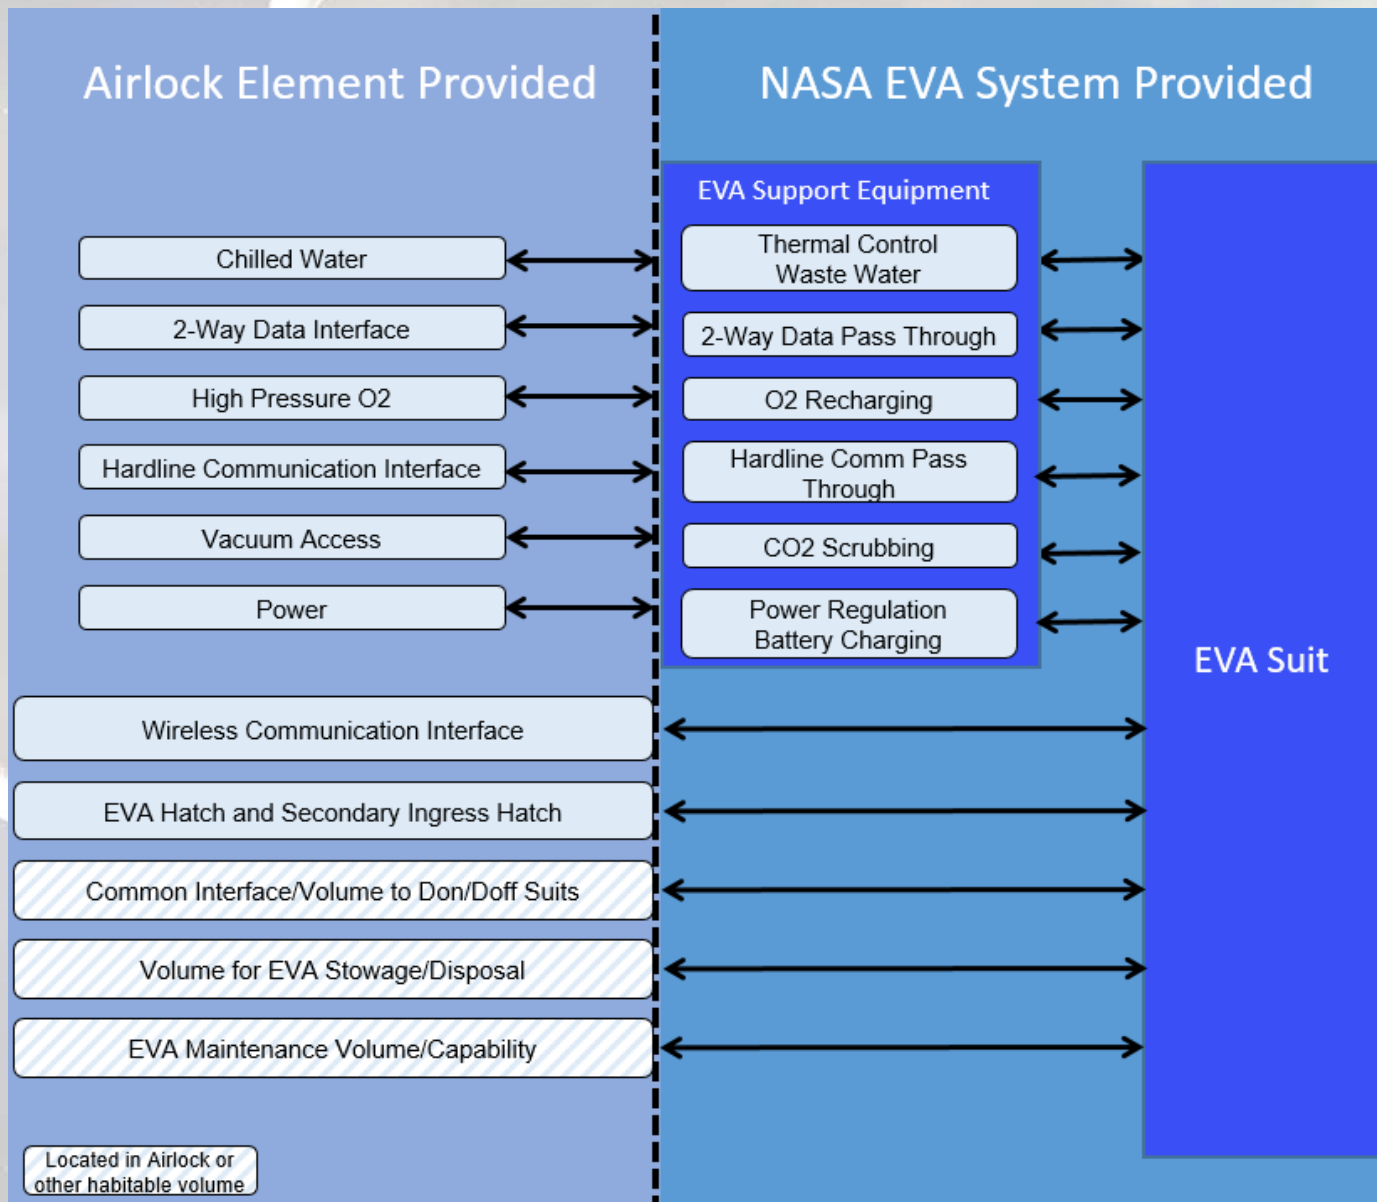 Airlock Element Provided
NASA EVA System Provided
EVA Support Equipment
Chilled Water
Thermal Control
Waste Water
2-Way Data Interface
2-Way Data Pass Through
High Pressure O2
O2 Recharging
Hardline Communication Interface
Hardline Comm Pass
Through
Vacuum Access
CO2 Scrubbing
Power
Power Regulation
Battery Charging
EVA Suit
Wireless Communication Interface
EVA Hatch and Secondary Ingress Hatch
Common Interface/Volume to Don/Doff Suits
Volume for EVA Stowage/Disposal
EVA Maintenance Volume/Capability
Located in Airlock or
other habitable volume